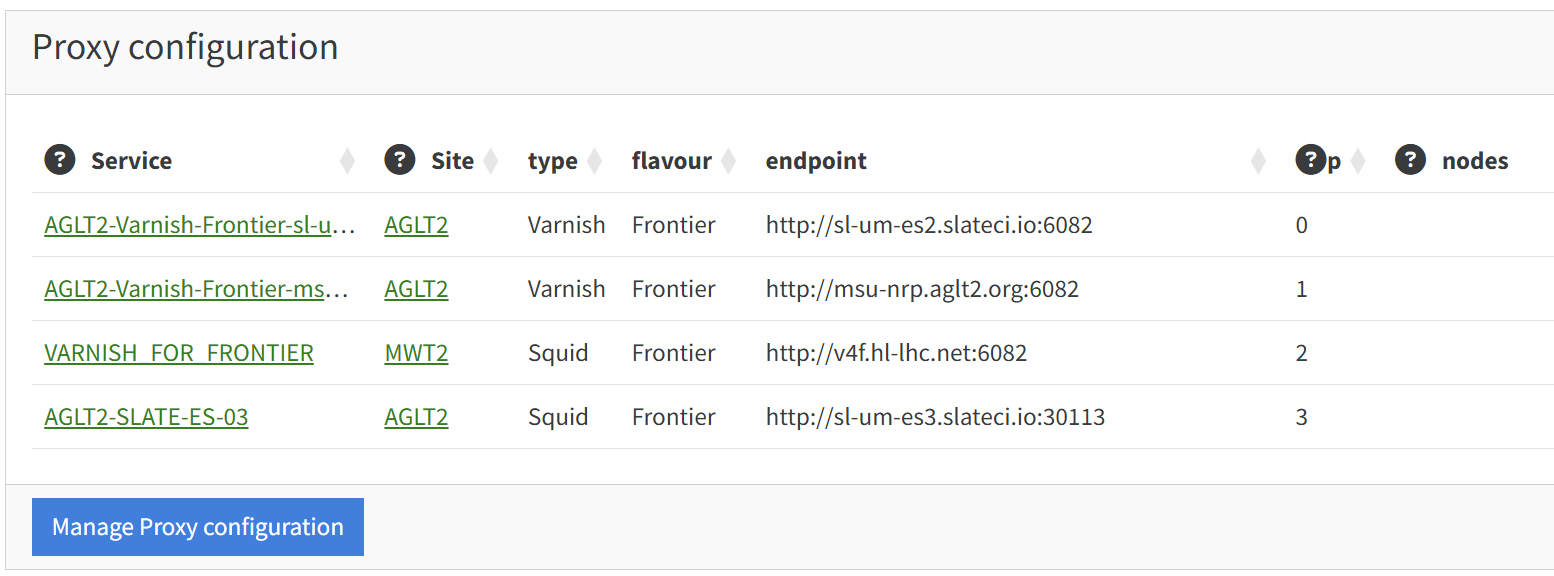 Proxy configuration
? Service ? Site type flavour endpoint ?p ? nodes
AGLT2-Varnish-Frontier-sl-u... AGLT2 Varnish Frontier http://sl-um-es2.slateci.io:6082 0
AGLT2-Varnish-Frontier-ms... AGLT2 Varnish Frontier http://msu-nrp.aglt2.org:6082 1
VARNISH_FOR_FRONTIER MWT2 Squid Frontier http://v4f.hl-lhc.net:6082 2
AGLT2-SLATE-ES-03 AGLT2 Squid Frontier http://sl-um-es3.slateci.io:30113 3
Manage Proxy configuration